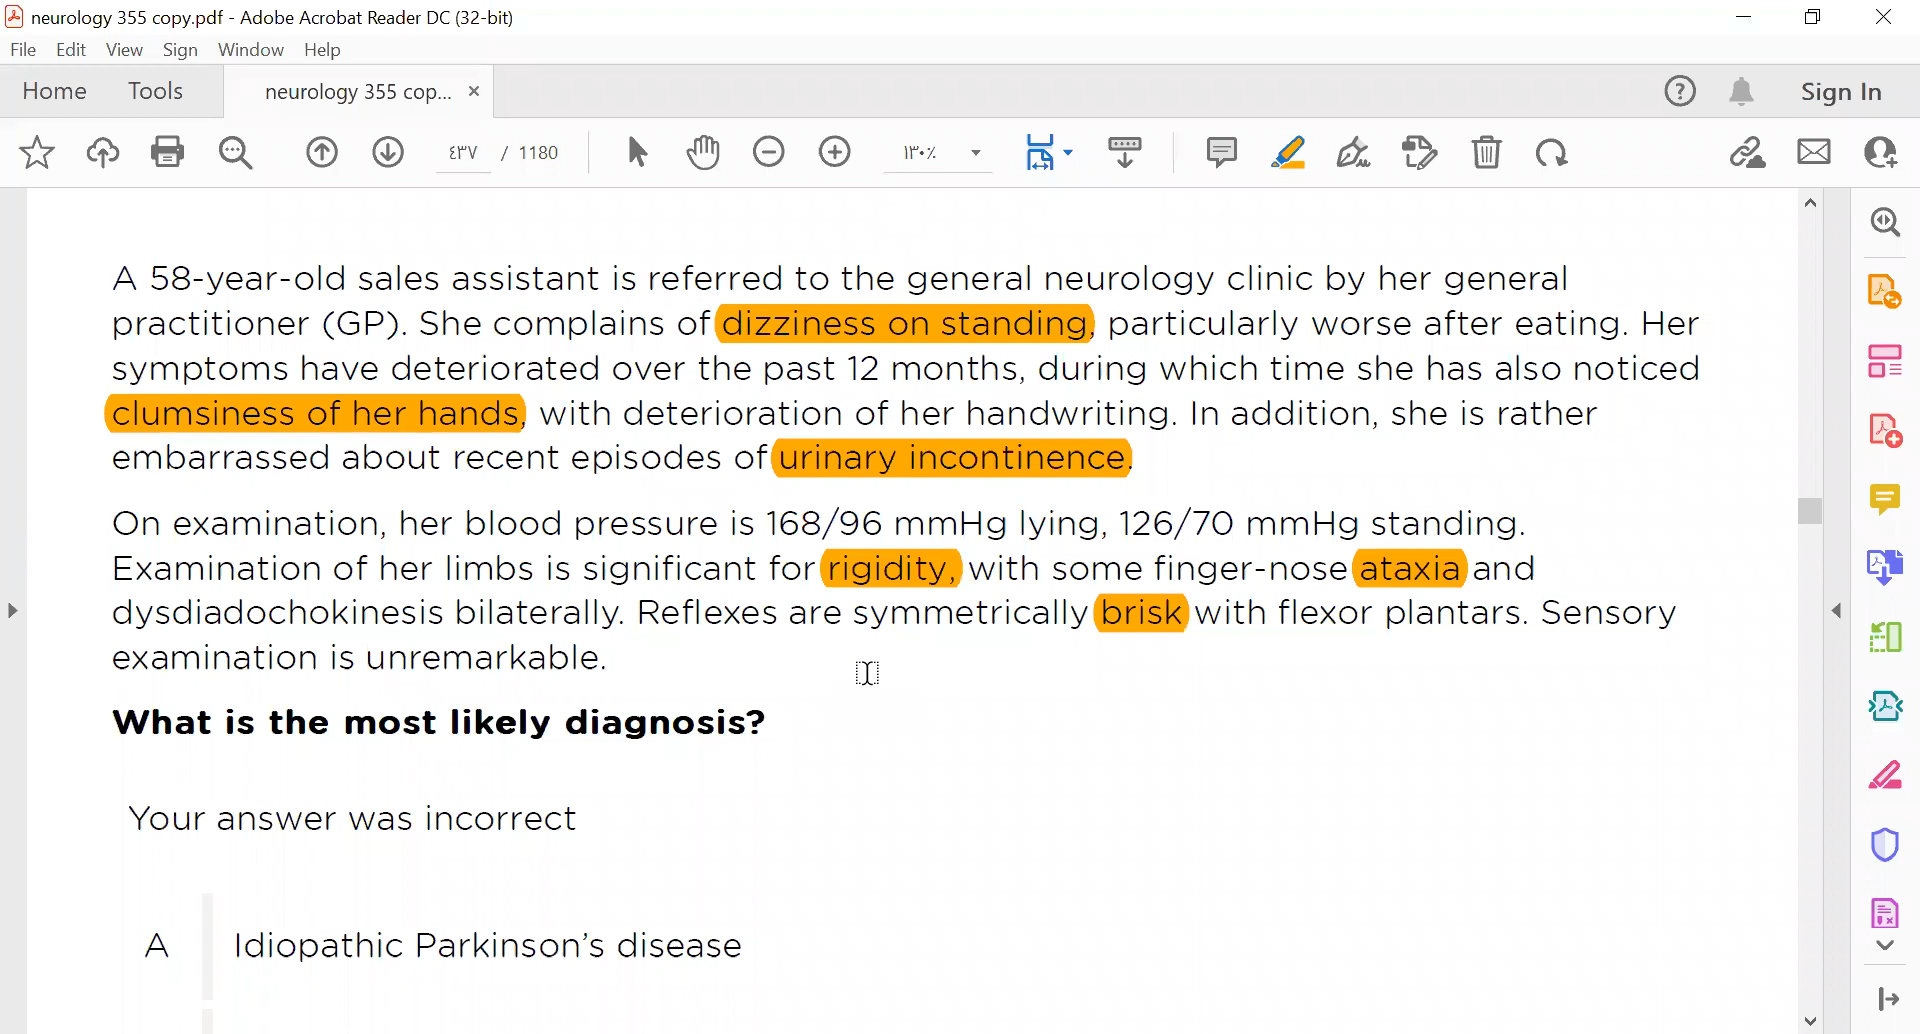 neurology 355 copy.pdf - Adobe Acrobat Reader DC (32-bit)
File Edit View Sign Window Help
Home Tools neurology 355 cop... × Sign In
٤٣٧ / 1180 ١٣٠٪
A 58-year-old sales assistant is referred to the general neurology clinic by her general
practitioner (GP). She complains of dizziness on standing, particularly worse after eating. Her
symptoms have deteriorated over the past 12 months, during which time she has also noticed
clumsiness of her hands, with deterioration of her handwriting. In addition, she is rather
embarrassed about recent episodes of urinary incontinence.
On examination, her blood pressure is 168/96 mmHg lying, 126/70 mmHg standing.
Examination of her limbs is significant for rigidity, with some finger-nose ataxia and
dysdiadochokinesis bilaterally. Reflexes are symmetrically brisk with flexor plantars. Sensory
examination is unremarkable.
What is the most likely diagnosis?
Your answer was incorrect
A Idiopathic Parkinson’s disease